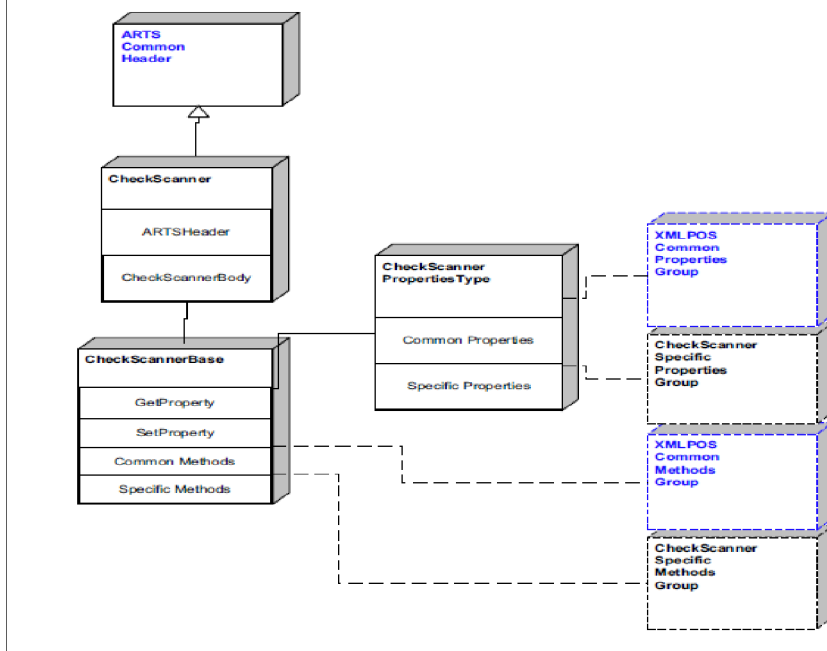 ARTS
Common
Header
CheckScanner
ARTSHeader
CheckScannerBody
CheckScannerBase
GetProperty
SetProperty
Common Methods
Specific Methods
CheckScanner
PropertiesType
Common Properties
Specific Properties
XMLPOS
Common
Properties
Group
CheckScanner
Specific
Properties
Group
XMLPOS
Common
Methods
Group
CheckScanner
Specific
Methods
Group